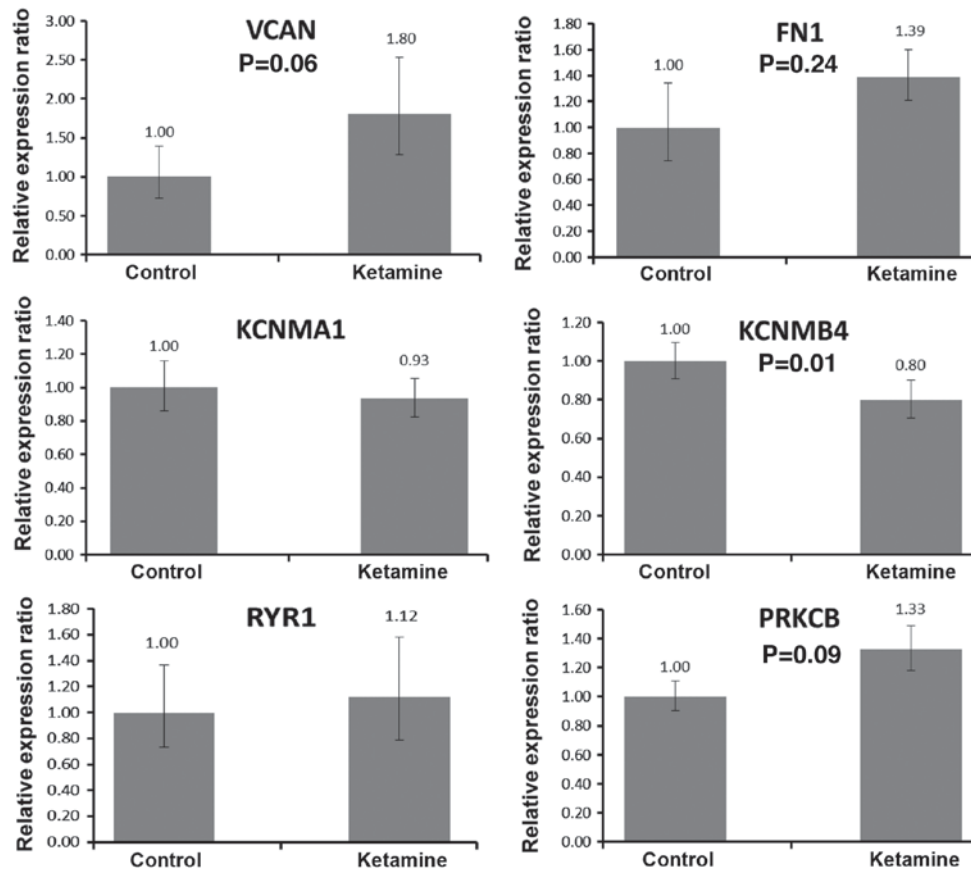 VCAN
P=0.06
Relative expression ratio
3.00
2.50
2.00
1.50
1.00
0.50
0.00
1.00
1.80
Control
Ketamine
FN1
P=0.24
Relative expression ratio
1.80
1.60
1.40
1.20
1.00
0.80
0.60
0.40
0.20
0.00
1.00
1.39
Control
Ketamine
KCNMA1
Relative expression ratio
1.40
1.20
1.00
0.80
0.60
0.40
0.20
0.00
1.00
0.93
Control
Ketamine
KCNMB4
P=0.01
Relative expression ratio
1.20
1.00
0.80
0.60
0.40
0.20
0.00
1.00
0.80
Control
Ketamine
RYR1
Relative expression ratio
1.80
1.60
1.40
1.20
1.00
0.80
0.60
0.40
0.20
0.00
1.00
1.12
Control
Ketamine
PRKCB
P=0.09
Relative expression ratio
1.60
1.40
1.20
1.00
0.80
0.60
0.40
0.20
0.00
1.00
1.33
Control
Ketamine